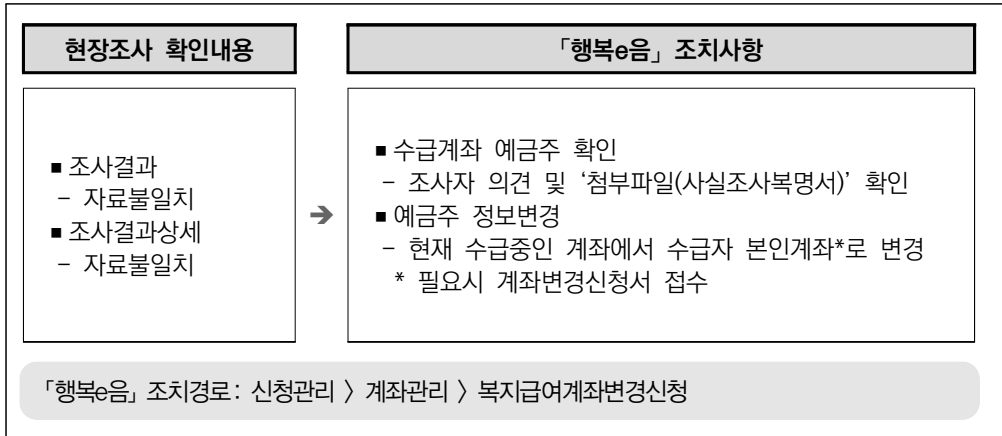 현장조사 확인내용
「행복e음」 조치사항
■ 조사결과
- 자료불일치
■ 조사결과상세
- 자료불일치
➔
■ 수급계좌 예금주 확인
- 조사자 의견 및 ‘첨부파일(사실조사복명서)’ 확인
■ 예금주 정보변경
- 현재 수급중인 계좌에서 수급자 본인계좌*로 변경
* 필요시 계좌변경신청서 접수
「행복e음」 조치경로: 신청관리 〉 계좌관리 〉 복지급여계좌변경신청